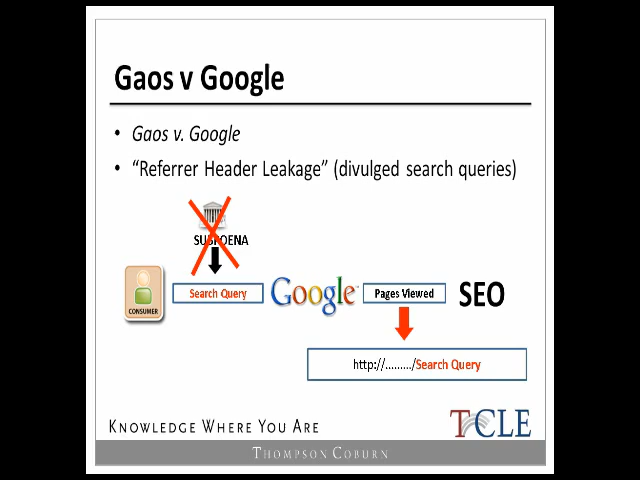 Gaos v Google
• Gaos v. Google
• “Referrer Header Leakage” (divulged search queries)
SUBPOENA
CONSUMER
Search Query
Google
Pages Viewed
SEO
http://........./Search Query
KNOWLEDGE WHERE YOU ARE
TCCLE
THOMPSON COBURN